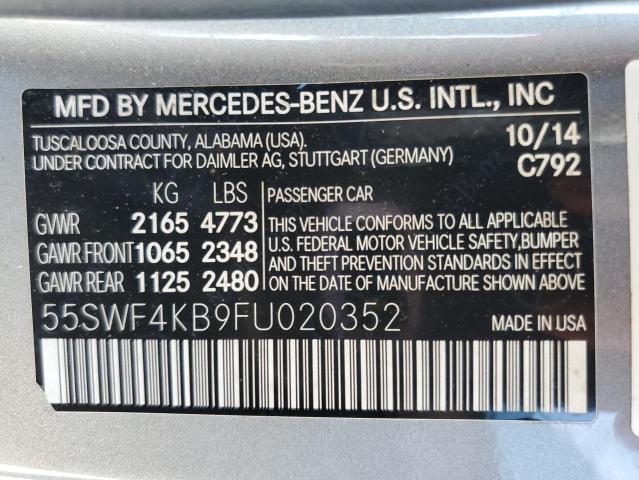 MFD BY MERCEDES-BENZ U.S. INTL., INC
TUSCALOOSA COUNTY, ALABAMA (USA). 10/14
UNDER CONTRACT FOR DAIMLER AG, STUTTGART (GERMANY) C792
KG LBS PASSENGER CAR
GVWR 2165 4773 THIS VEHICLE CONFORMS TO ALL APPLICABLE
GAWR FRONT 1065 2348 U.S. FEDERAL MOTOR VEHICLE SAFETY,BUMPER
AND THEFT PREVENTION STANDARDS IN EFFECT
GAWR REAR 1125 2480 ON THE DATE OF MANUFACTURE SHOWN ABOVE
55SWF4KB9FU020352 MADE IN USA